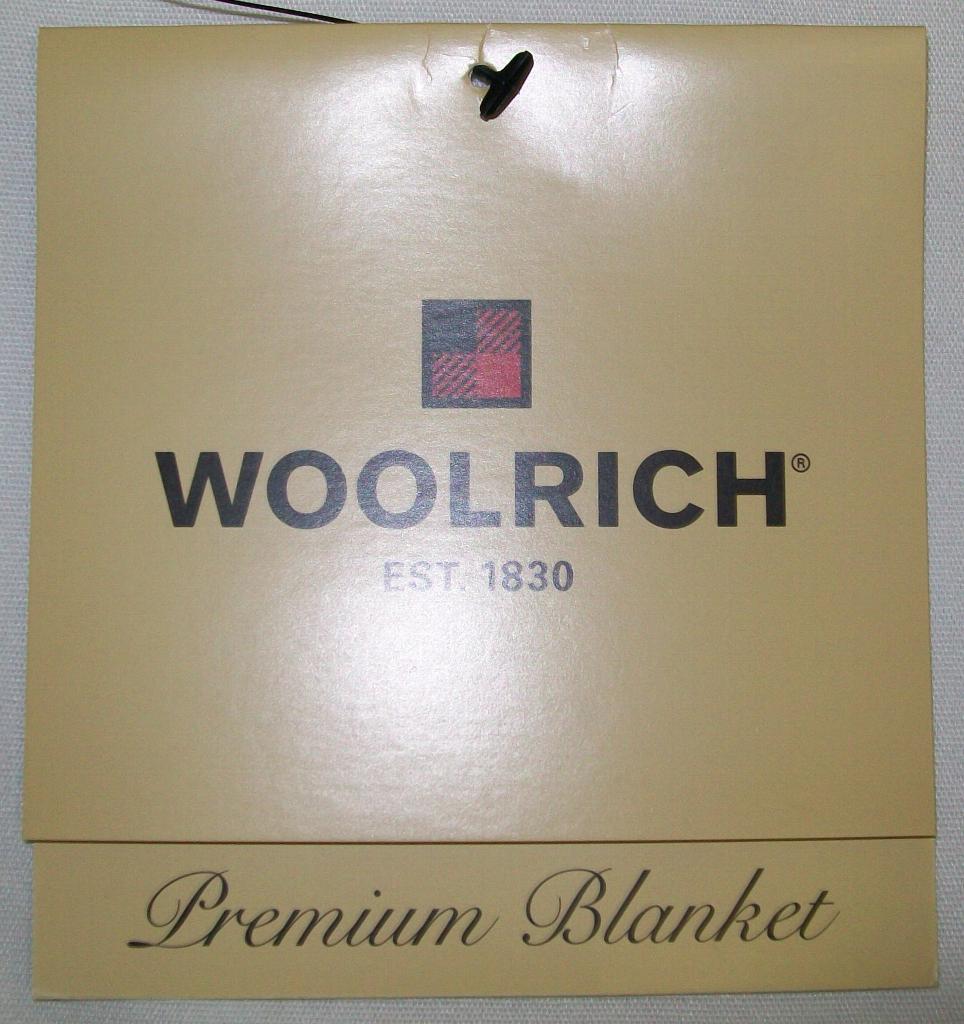 WOOLRICH®
EST. 1830
Premium Blanket